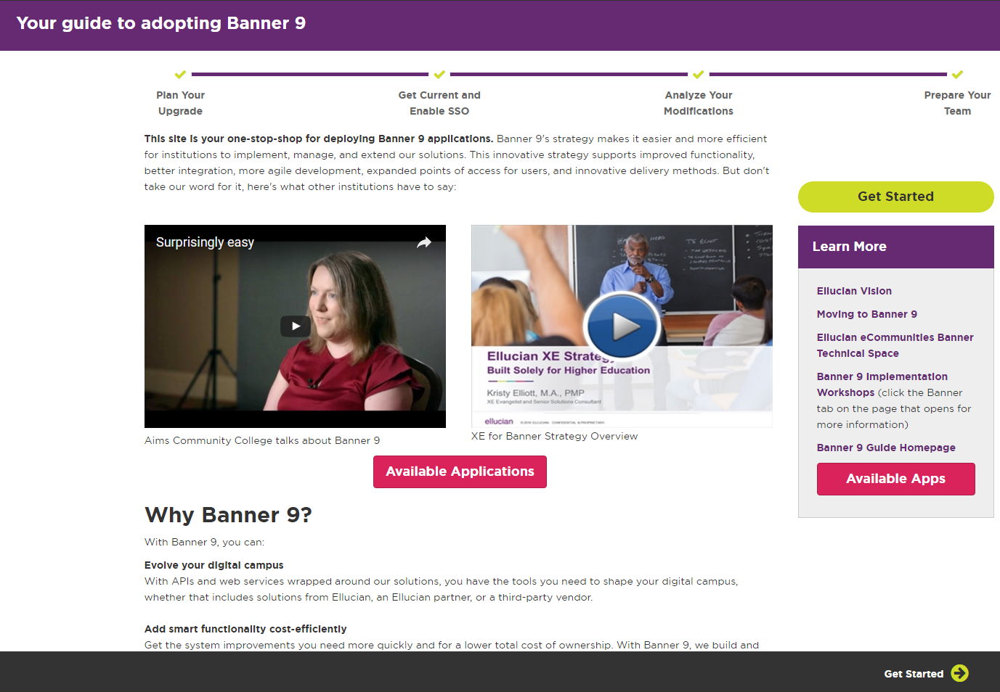 Your guide to adopting Banner 9
Plan Your
Upgrade
Get Current and
Enable SSO
Analyze Your
Modifications
Prepare Your
Team
This site is your one-stop-shop for deploying Banner 9 applications. Banner 9's strategy makes it easier and more efficient
for institutions to implement, manage, and extend our solutions. This innovative strategy supports improved functionality,
better integration, more agile development, expanded points of access for users, and innovative delivery methods. But don't
take our word for it, here's what other institutions have to say:
Surprisingly easy
Aims Community College talks about Banner 9
TS ELIOT
Ellucian XE Strategy
Built Solely for Higher Education
Kristy Elliott, M.A., PMP
XE Evangelist and Senior Solutions Consultant
ellucian
© 2014 ELLUCIAN CONFIDENTIAL & PROPRIETARY
XE for Banner Strategy Overview
Available Applications
Why Banner 9?
With Banner 9, you can:
Evolve your digital campus
With APIs and web services wrapped around our solutions, you have the tools you need to shape your digital campus,
whether that includes solutions from Ellucian, an Ellucian partner, or a third-party vendor.
Add smart functionality cost-efficiently
Get the system improvements you need more quickly and for a lower total cost of ownership. With Banner 9, we build and
Get Started
Learn More
Ellucian Vision
Moving to Banner 9
Ellucian eCommunities Banner
Technical Space
Banner 9 Implementation
Workshops (click the Banner
tab on the page that opens for
more information)
Banner 9 Guide Homepage
Available Apps
Get Started